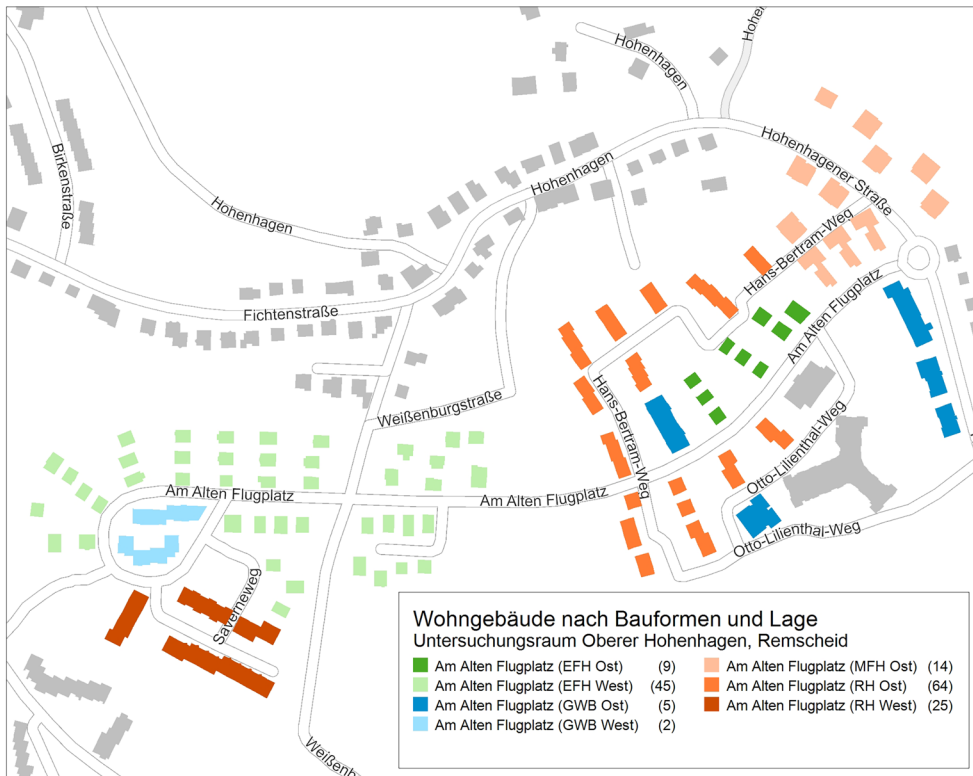 Hohenhagen
Hohen
Hohenhagener Straße
Birkenstraße
Hohenhagen
Hohenhagen
Hans-Bertram-Weg
Fichtenstraße
Am Alten Flugplatz
Weißenburgstraße
Hans-Bertram-Weg
Otto-Lilienthal-Weg
Am Alten Flugplatz
Am Alten Flugplatz
Otto-Lilienthal-Weg
Saverneweg
Weißenb
Wohngebäude nach Bauformen und Lage
Untersuchungsraum Oberer Hohenhagen, Remscheid
Am Alten Flugplatz (EFH Ost) (9)
Am Alten Flugplatz (EFH West) (45)
Am Alten Flugplatz (GWB Ost) (5)
Am Alten Flugplatz (GWB West) (2)
Am Alten Flugplatz (MFH Ost) (14)
Am Alten Flugplatz (RH Ost) (64)
Am Alten Flugplatz (RH West) (25)